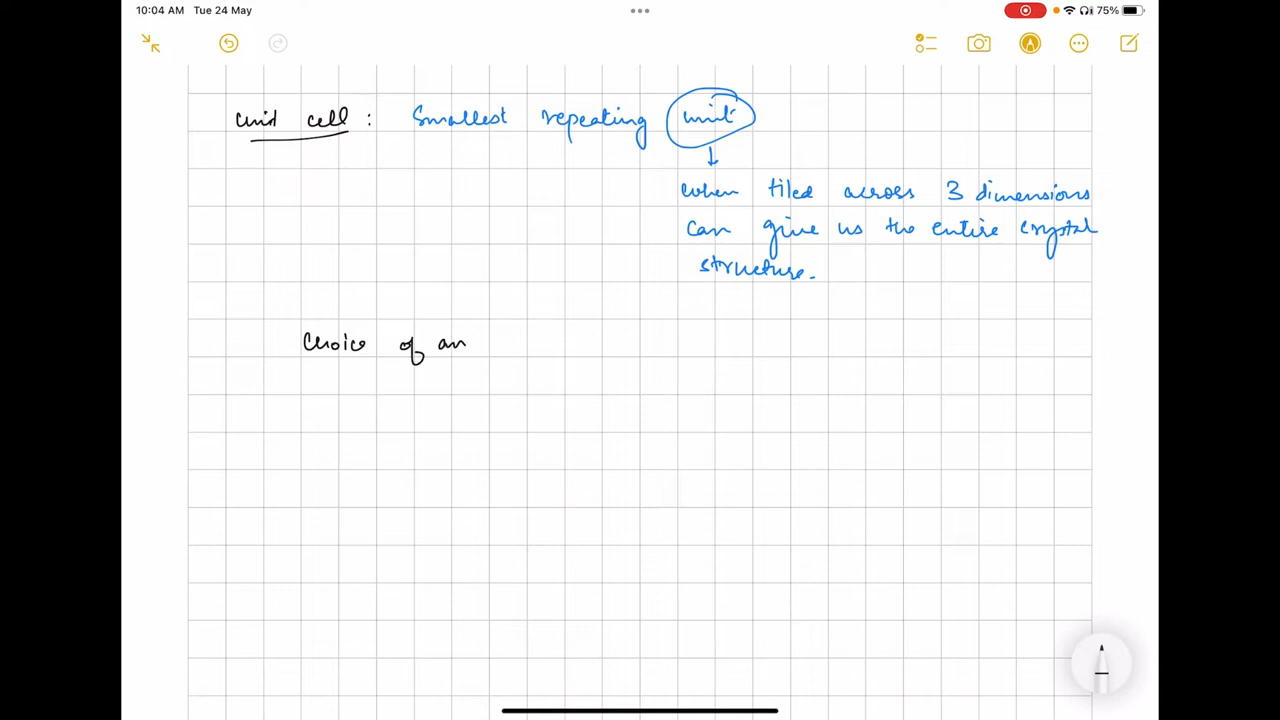 10:04 AM Tue 24 May
75%
unit cell : Smallest repeating unit
when tiled across 3 dimensions
can give us the entire crystal
structure.
Choice of an